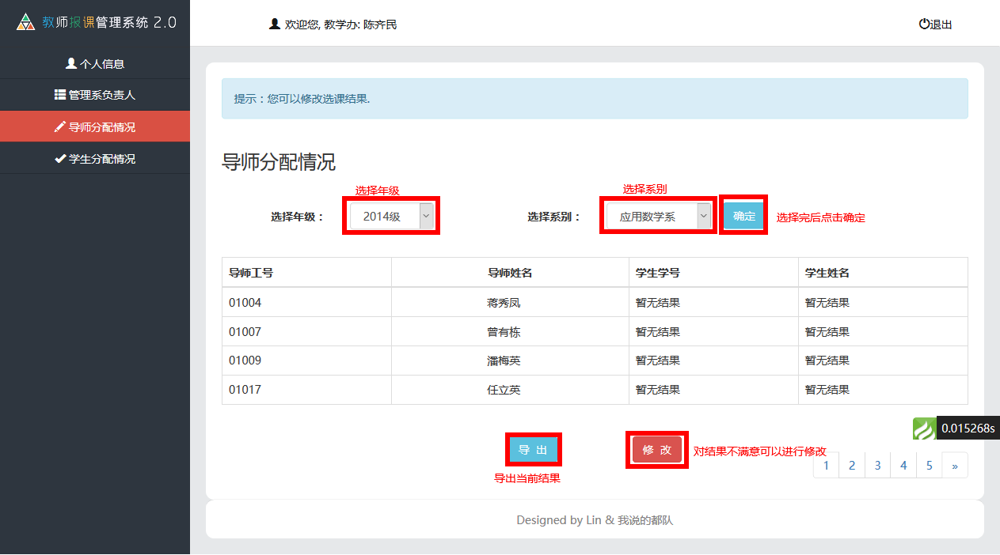 教师报课管理系统 2.0
欢迎您, 教学办: 陈齐民
退出
个人信息
管理系负责人
导师分配情况
学生分配情况
提示：您可以修改选课结果.
导师分配情况
选择年级
选择系别
选择年级：
2014级
选择系别：
应用数学系
确定
选择完后点击确定
导师工号 导师姓名 学生学号 学生姓名
01004 蒋秀凤 暂无结果 暂无结果
01007 曾有栋 暂无结果 暂无结果
01009 潘梅英 暂无结果 暂无结果
01017 任立英 暂无结果 暂无结果
0.015268s
导 出
修 改
对结果不满意可以进行修改
1 2 3 4 5 »
导出当前结果
Designed by Lin & 我说的都队